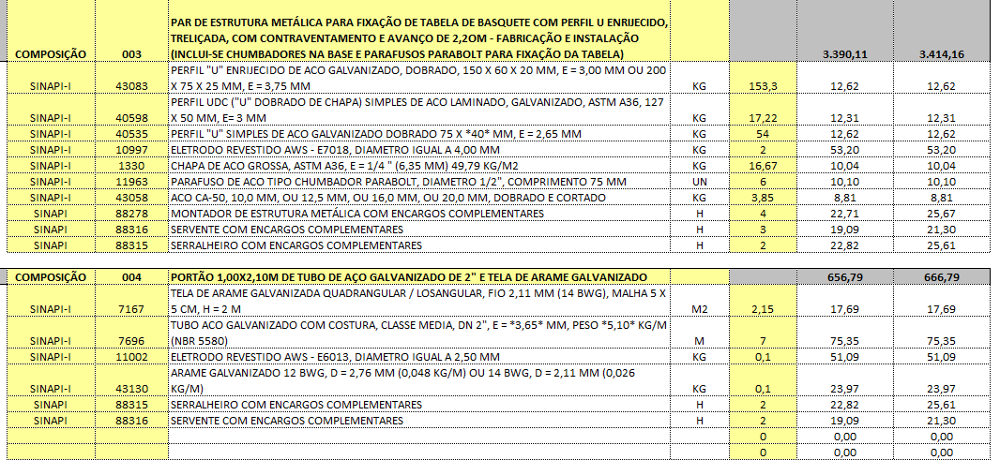 PAR DE ESTRUTURA METÁLICA PARA FIXAÇÃO DE TABELA DE BASQUETE COM PERFIL U ENRIJECIDO,
TRELIÇADA, COM CONTRAVENTAMENTO E AVANÇO DE 2,2OM - FABRICAÇÃO E INSTALAÇÃO
COMPOSIÇÃO 003 (INCLUI-SE CHUMBADORES NA BASE E PARAFUSOS PARABOLT PARA FIXAÇÃO DA TABELA) 3.390,11 3.414,16
PERFIL "U" ENRIJECIDO DE ACO GALVANIZADO, DOBRADO, 150 X 60 X 20 MM, E = 3,00 MM OU 200
SINAPI-I 43083 X 75 X 25 MM, E = 3,75 MM KG 153,3 12,62 12,62
PERFIL UDC ("U" DOBRADO DE CHAPA) SIMPLES DE ACO LAMINADO, GALVANIZADO, ASTM A36, 127
SINAPI-I 40598 X 50 MM, E= 3 MM KG 17,22 12,31 12,31
SINAPI-I 40535 PERFIL "U" SIMPLES DE ACO GALVANIZADO DOBRADO 75 X *40* MM, E = 2,65 MM KG 54 12,62 12,62
SINAPI-I 10997 ELETRODO REVESTIDO AWS - E7018, DIAMETRO IGUAL A 4,00 MM KG 2 53,20 53,20
SINAPI-I 1330 CHAPA DE ACO GROSSA, ASTM A36, E = 1/4 " (6,35 MM) 49,79 KG/M2 KG 16,67 10,04 10,04
SINAPI-I 11963 PARAFUSO DE ACO TIPO CHUMBADOR PARABOLT, DIAMETRO 1/2", COMPRIMENTO 75 MM UN 6 10,10 10,10
SINAPI-I 43058 ACO CA-50, 10,0 MM, OU 12,5 MM, OU 16,0 MM, OU 20,0 MM, DOBRADO E CORTADO KG 3,85 8,81 8,81
SINAPI 88278 MONTADOR DE ESTRUTURA METÁLICA COM ENCARGOS COMPLEMENTARES H 4 22,71 25,67
SINAPI 88316 SERVENTE COM ENCARGOS COMPLEMENTARES H 3 19,09 21,30
SINAPI 88315 SERRALHEIRO COM ENCARGOS COMPLEMENTARES H 2 22,82 25,61
COMPOSIÇÃO 004 PORTÃO 1,00X2,10M DE TUBO DE AÇO GALVANIZADO DE 2" E TELA DE ARAME GALVANIZADO 656,79 666,79
TELA DE ARAME GALVANIZADA QUADRANGULAR / LOSANGULAR, FIO 2,11 MM (14 BWG), MALHA 5 X
SINAPI-I 7167 5 CM, H = 2 M M2 2,15 17,69 17,69
TUBO ACO GALVANIZADO COM COSTURA, CLASSE MEDIA, DN 2", E = *3,65* MM, PESO *5,10* KG/M
SINAPI-I 7696 (NBR 5580) M 7 75,35 75,35
SINAPI-I 11002 ELETRODO REVESTIDO AWS - E6013, DIAMETRO IGUAL A 2,50 MM KG 0,1 51,09 51,09
ARAME GALVANIZADO 12 BWG, D = 2,76 MM (0,048 KG/M) OU 14 BWG, D = 2,11 MM (0,026
SINAPI-I 43130 KG/M) KG 0,1 23,97 23,97
SINAPI 88315 SERRALHEIRO COM ENCARGOS COMPLEMENTARES H 2 22,82 25,61
SINAPI 88316 SERVENTE COM ENCARGOS COMPLEMENTARES H 2 19,09 21,30
0 0,00 0,00
0 0,00 0,00